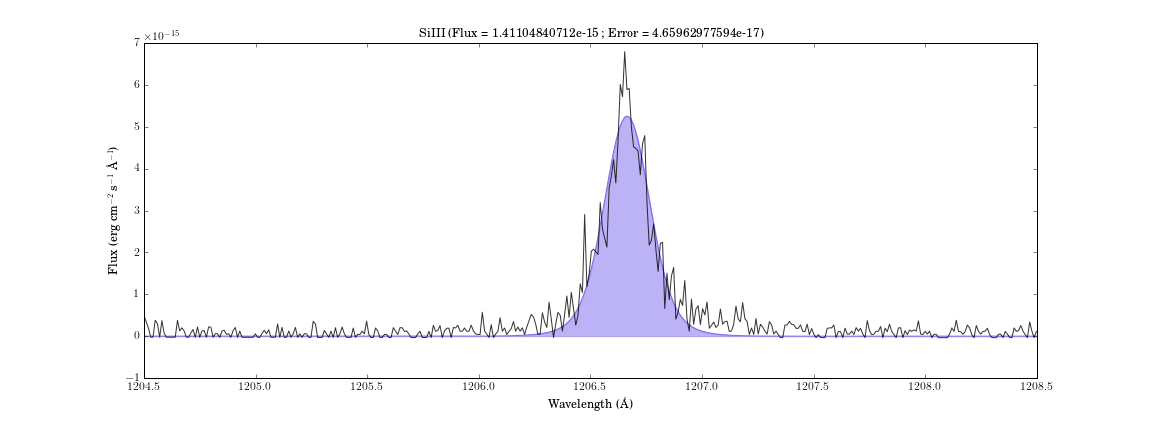 SiIII (Flux = 1.41104840712e-15 ; Error = 4.65962977594e-17)
×10⁻¹⁵
7
6
5
4
3
2
1
0
−1
Flux (erg cm⁻² s⁻¹ Å⁻¹)
1204.5 1205.0 1205.5 1206.0 1206.5 1207.0 1207.5 1208.0 1208.5
Wavelength (Å)